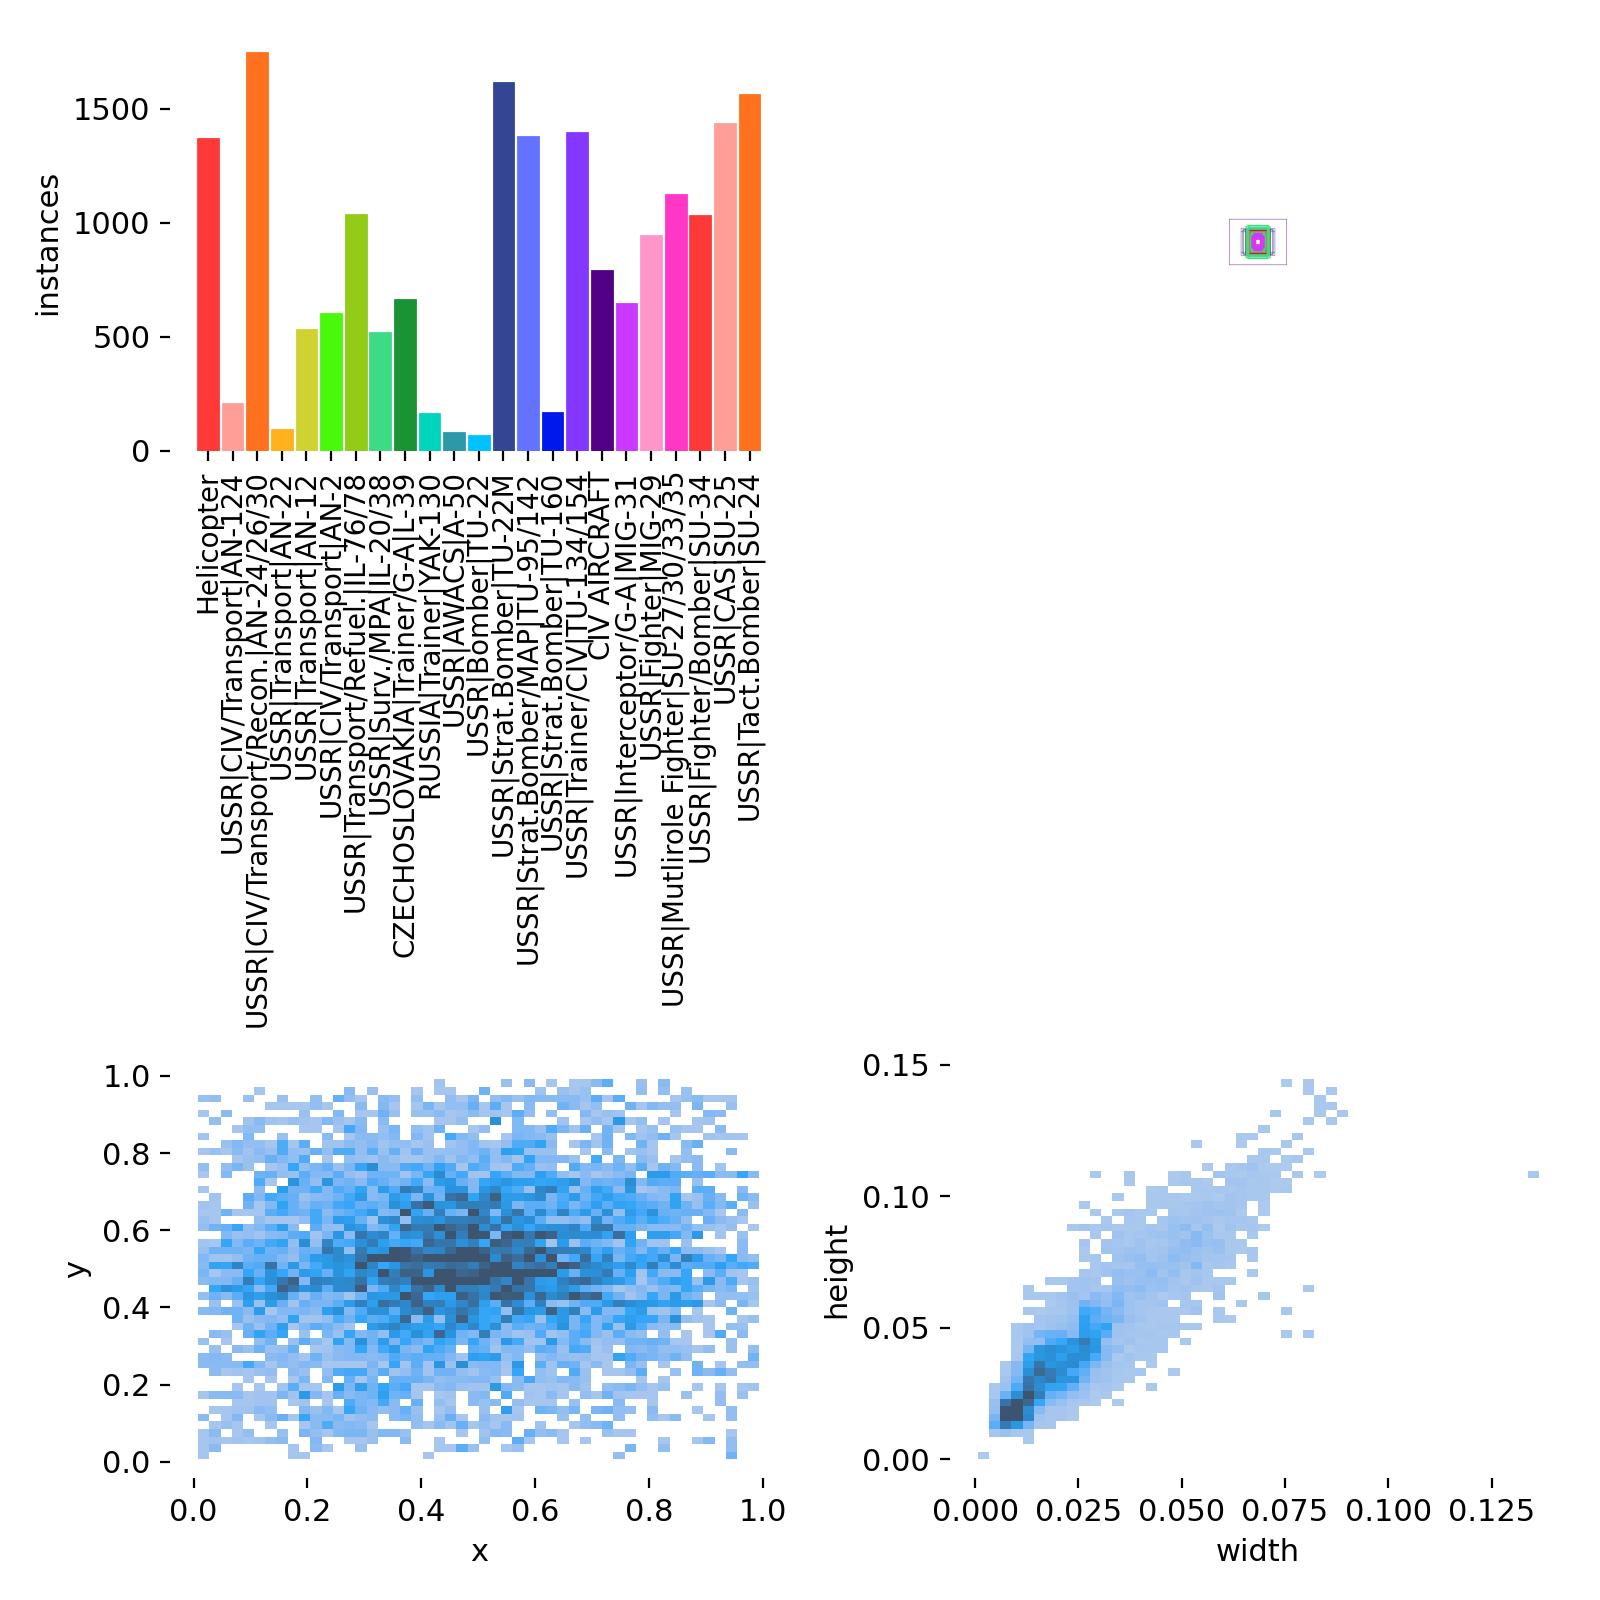 1500
1000
500
0
instances
Helicopter
USSR|CIV/Transport|AN-124
USSR|CIV/Transport/Recon.|AN-24/26/30
USSR|Transport|AN-22
USSR|Transport|AN-12
USSR|CIV/Transport|AN-2
USSR|Transport/Refuel.|IL-76/78
USSR|Surv./MPA|IL-20/38
CZECHOSLOVAKIA|Trainer/G-A|L-39
RUSSIA|Trainer|YAK-130
USSR|AWACS|A-50
USSR|Bomber|TU-22
USSR|Strat.Bomber|TU-22M
USSR|Strat.Bomber/MAP|TU-95/142
USSR|Strat.Bomber|TU-160
USSR|Trainer/CIV|TU-134/154
CIV AIRCRAFT
USSR|Interceptor/G-A|MIG-31
USSR|Fighter|MIG-29
USSR|Mutlirole Fighter|SU-27/30/33/35
USSR|Fighter/Bomber|SU-34
USSR|CAS|SU-25
USSR|Tact.Bomber|SU-24
1.0
0.8
0.6
0.4
0.2
0.0
y
0.0 0.2 0.4 0.6 0.8 1.0
x
0.15
0.10
0.05
0.00
height
0.000 0.025 0.050 0.075 0.100 0.125
width